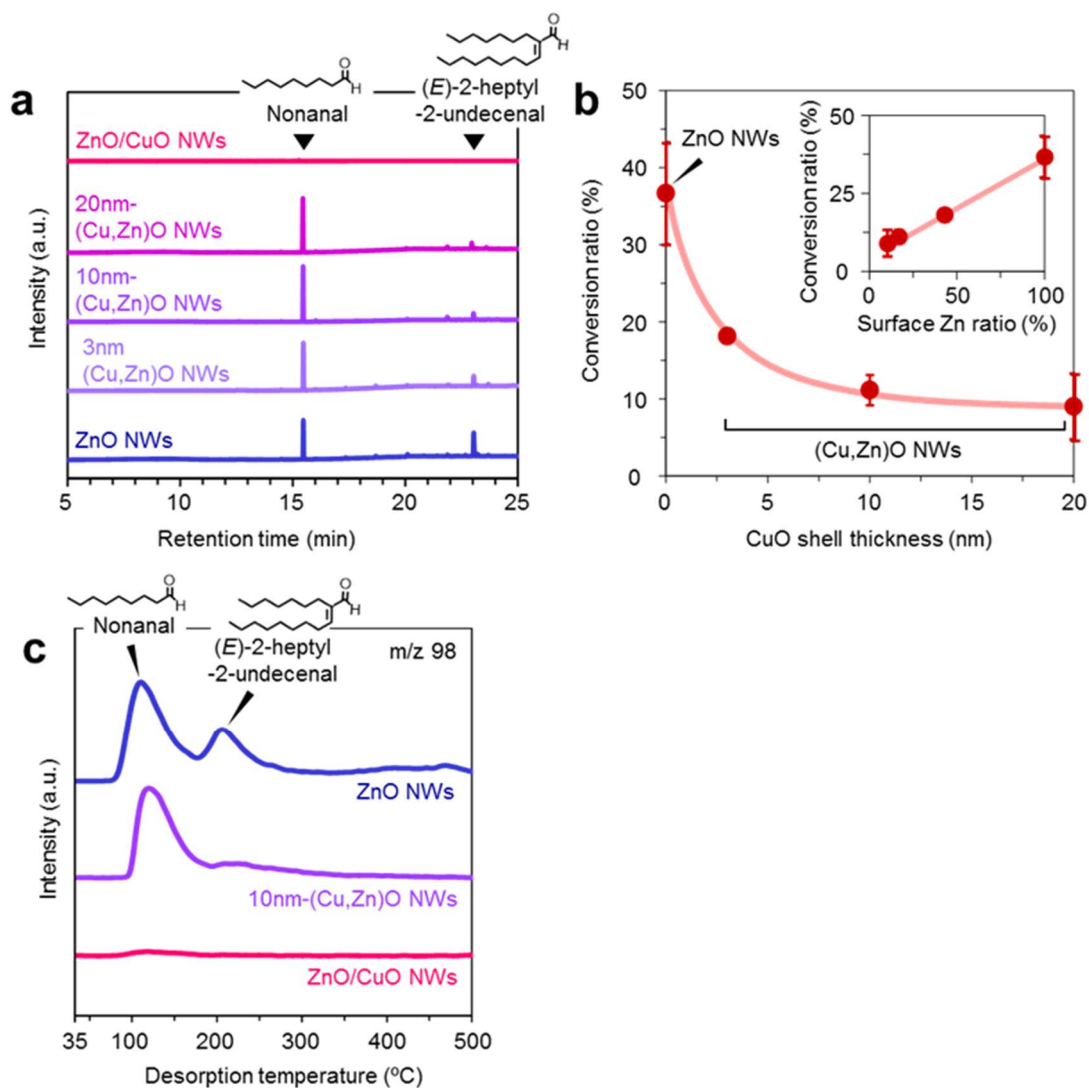 a
O
H
Nonanal
O
H
(E)-2-heptyl
-2-undecenal
ZnO/CuO NWs
20nm-
(Cu,Zn)O NWs
10nm-
(Cu,Zn)O NWs
3nm
(Cu,Zn)O NWs
ZnO NWs
Intensity (a.u.)
5 10 15 20 25
Retention time (min)
b
50
40
30
20
10
0
Conversion ratio (%)
ZnO NWs
(Cu,Zn)O NWs
0 5 10 15 20
CuO shell thickness (nm)
50
25
0
Conversion ratio (%)
0 50 100
Surface Zn ratio (%)
c
O
H
Nonanal
O
H
(E)-2-heptyl
-2-undecenal
m/z 98
ZnO NWs
10nm-(Cu,Zn)O NWs
ZnO/CuO NWs
Intensity (a.u.)
35 100 200 300 400 500
Desorption temperature (ºC)